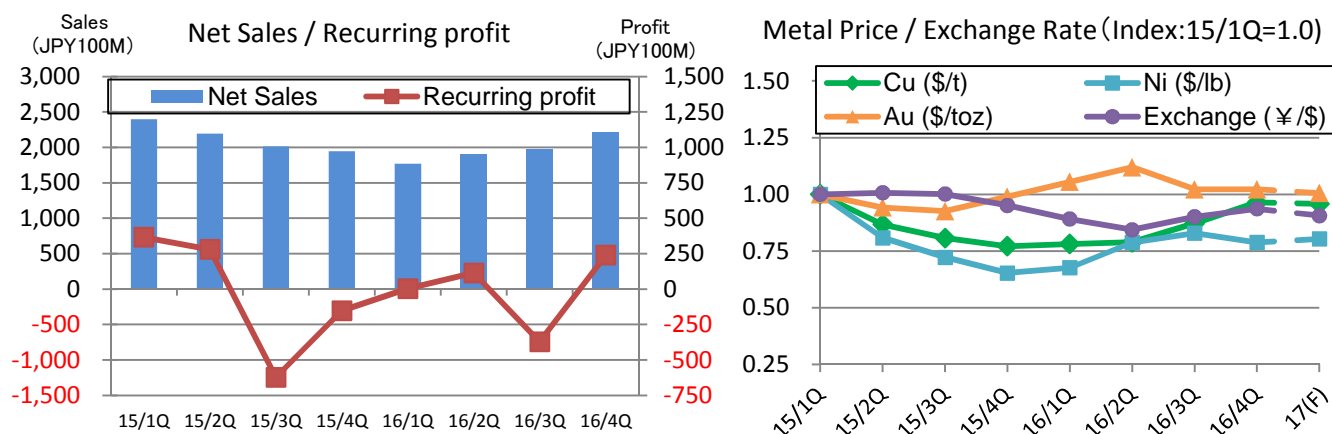 Sales
(JPY100M)
Net Sales / Recurring profit
Profit
(JPY100M)
3,000
2,500
2,000
1,500
1,000
500
0
-500
-1,000
-1,500
Net Sales
Recurring profit
1,500
1,250
1,000
750
500
250
0
-250
-500
-750
15/1Q 15/2Q 15/3Q 15/4Q 16/1Q 16/2Q 16/3Q 16/4Q
Metal Price / Exchange Rate(Index:15/1Q=1.0)
1.50
1.25
1.00
0.75
0.50
0.25
Cu ($/t) Ni ($/lb)
Au ($/toz) Exchange (¥/$)
15/1Q 15/2Q 15/3Q 15/4Q 16/1Q 16/2Q 16/3Q 16/4Q 17(F)